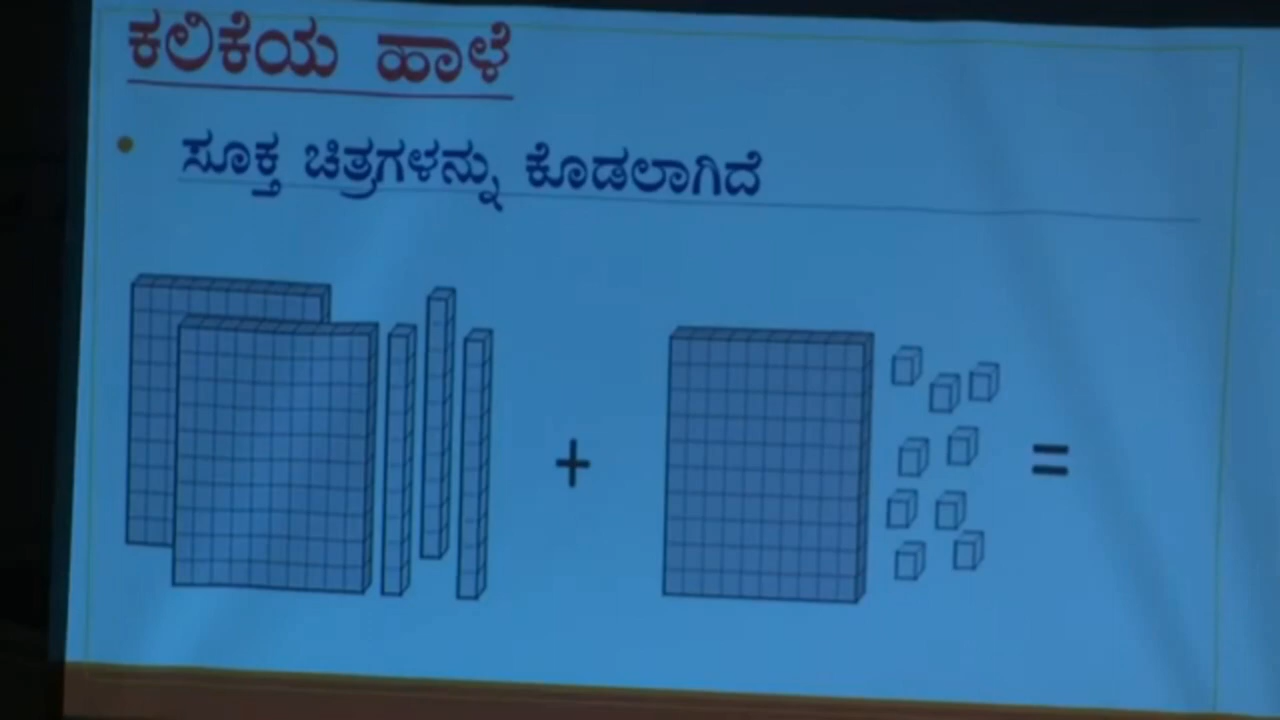 ಕಲಿಕೆಯ ಹಾಳೆ
• ಸೂಕ್ತ ಚಿತ್ರಗಳನ್ನು ಕೊಡಲಾಗಿದೆ
+ =